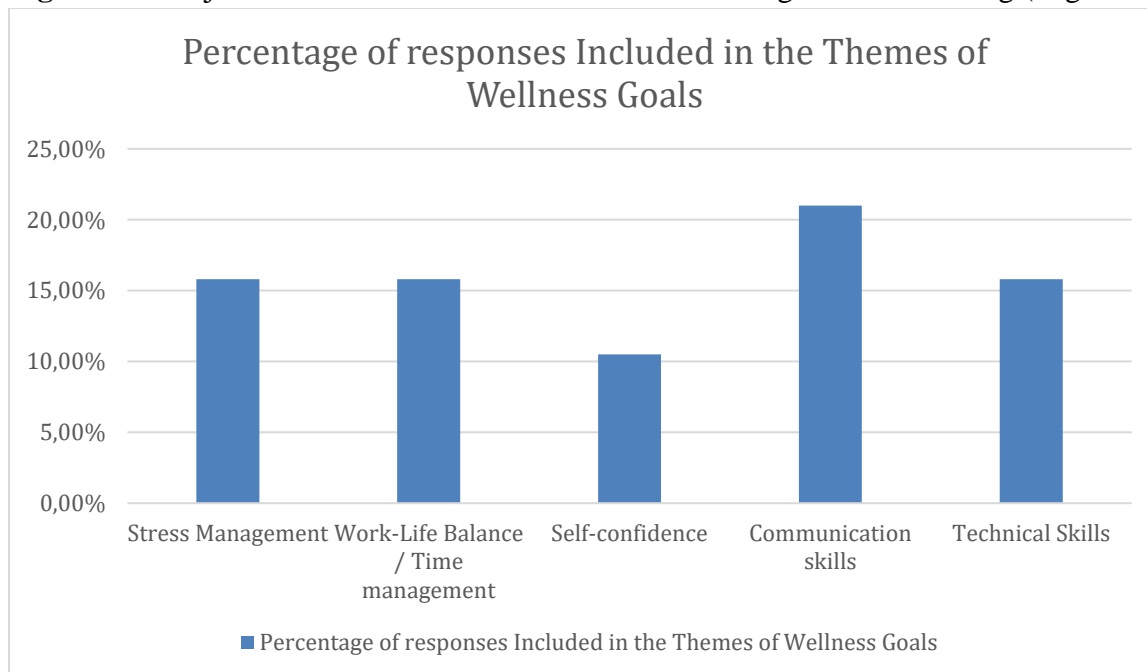 Percentage of responses Included in the Themes of
Wellness Goals
25,00%
20,00%
15,00%
10,00%
5,00%
0,00%
Stress Management Work-Life Balance Self-confidence Communication Technical Skills
/ Time skills
management
Percentage of responses Included in the Themes of Wellness Goals